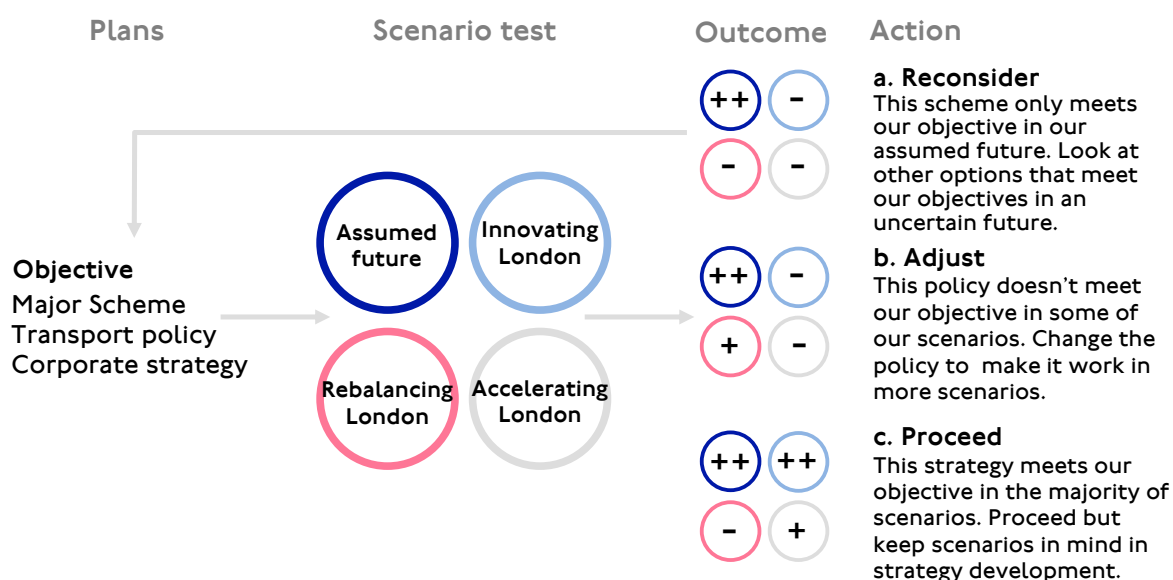 Plans
Scenario test
Outcome
Action
Objective
Major Scheme
Transport policy
Corporate strategy
Assumed
future
Innovating
London
Rebalancing
London
Accelerating
London
++
-
-
-
a. Reconsider
This scheme only meets
our objective in our
assumed future. Look at
other options that meet
our objectives in an
uncertain future.
++
-
+
-
b. Adjust
This policy doesn't meet
our objective in some of
our scenarios. Change the
policy to  make it work in
more scenarios.
++
++
-
+
c. Proceed
This strategy meets our
objective in the majority of
scenarios. Proceed but
keep scenarios in mind in
strategy development.